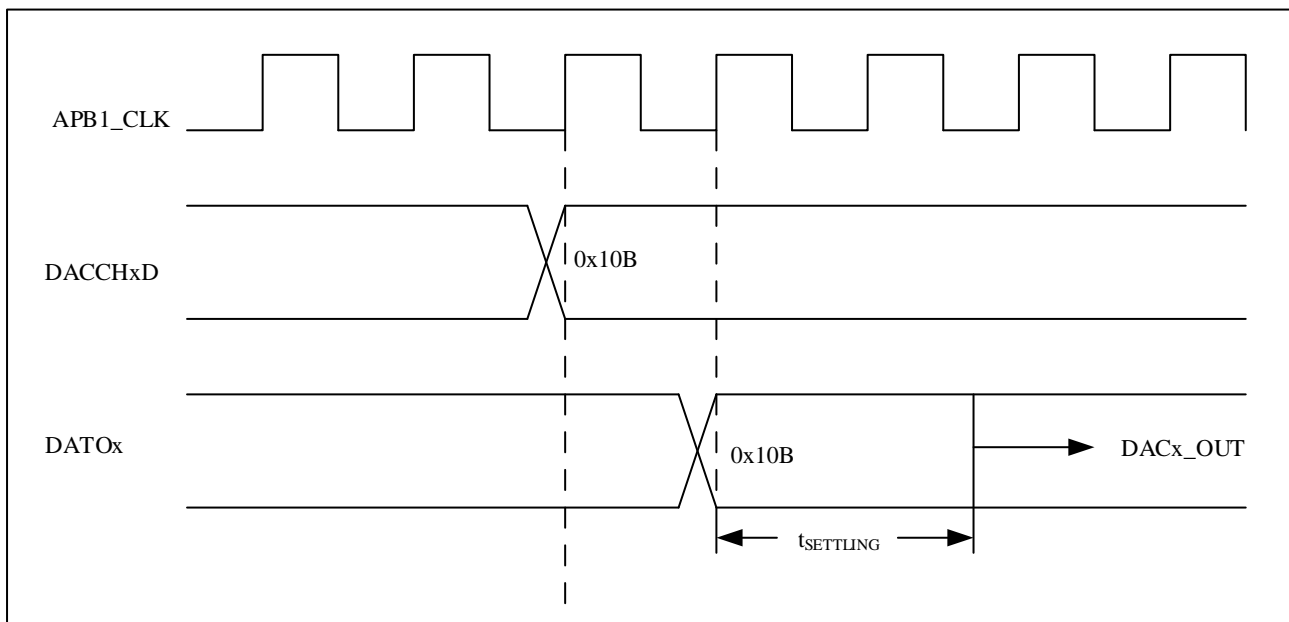 APB1_CLK
DACCHxD
0x10B
DATOx
0x10B
DACx_OUT
tSETTLING